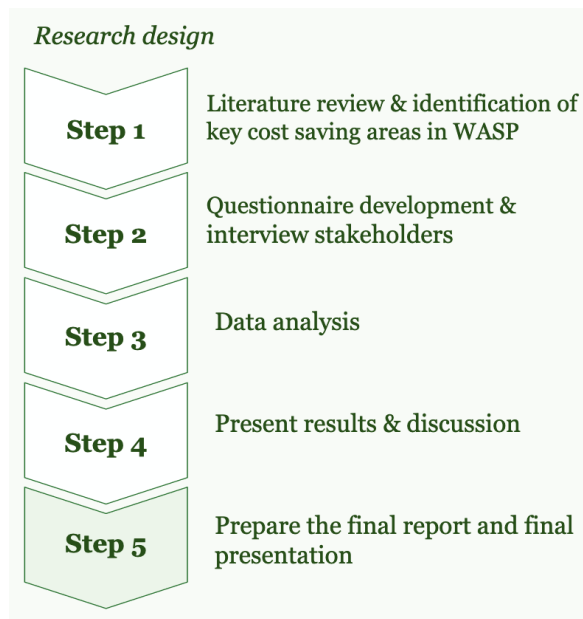 Research design
Step 1
Literature review & identification of
key cost saving areas in WASP
Step 2
Questionnaire development &
interview stakeholders
Step 3
Data analysis
Step 4
Present results & discussion
Step 5
Prepare the final report and final
presentation